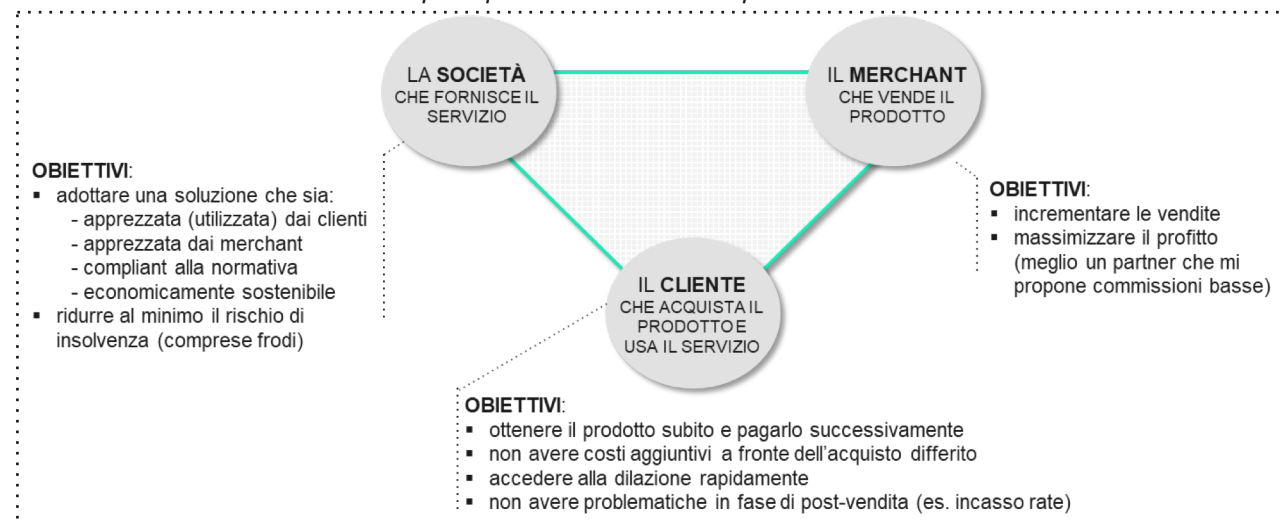 LA SOCIETÀ
CHE FORNISCE IL
SERVIZIO
IL MERCHANT
CHE VENDE IL
PRODOTTO
OBIETTIVI:
▪ adottare una soluzione che sia:
- apprezzata (utilizzata) dai clienti
- apprezzata dai merchant
- compliant alla normativa
- economicamente sostenibile
▪ ridurre al minimo il rischio di
insolvenza (comprese frodi)
OBIETTIVI:
▪ incrementare le vendite
▪ massimizzare il profitto
(meglio un partner che mi
propone commissioni basse)
IL CLIENTE
CHE ACQUISTA IL
PRODOTTO E
USA IL SERVIZIO
OBIETTIVI:
▪ ottenere il prodotto subito e pagarlo successivamente
▪ non avere costi aggiuntivi a fronte dell'acquisto differito
▪ accedere alla dilazione rapidamente
▪ non avere problematiche in fase di post-vendita (es. incasso rate)